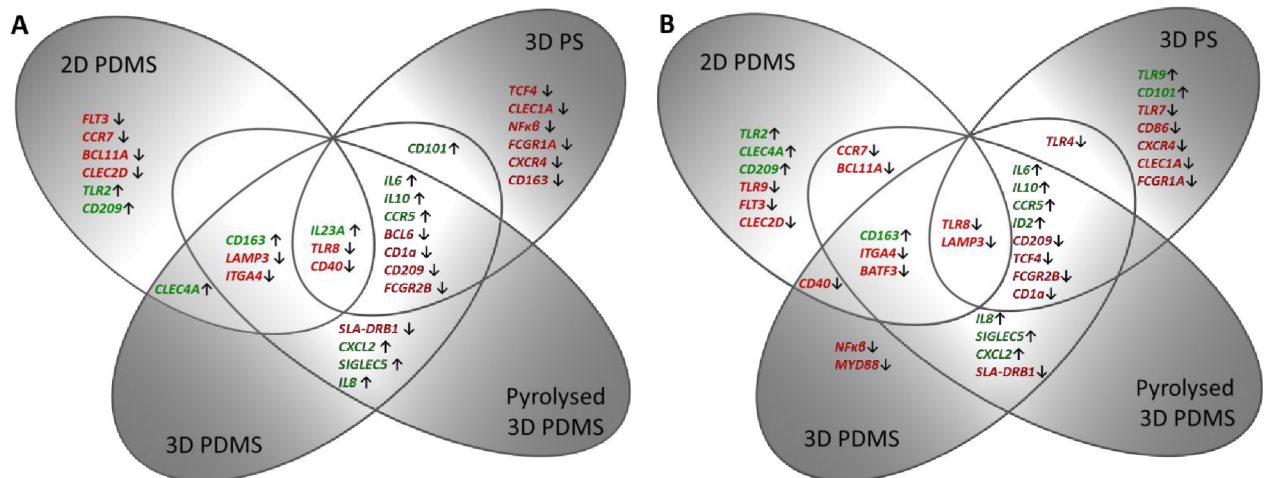 A
2D PDMS
3D PS
FLT3 ↓
CCR7 ↓
BCL11A ↓
CLEC2D ↓
TLR2 ↑
CD209 ↑
TCF4 ↓
CLEC1A ↓
NFκβ ↓
FCGR1A ↓
CXCR4 ↓
CD163 ↓
CD101 ↑
IL6 ↑
IL10 ↑
CCR5 ↑
BCL6 ↓
CD1a ↓
CD209 ↓
FCGR2B ↓
CD163 ↑
LAMP3 ↓
ITGA4 ↓
IL23A ↑
TLR8 ↓
CD40 ↓
CLEC4A ↑
SLA-DRB1 ↓
CXCL2 ↑
SIGLEC5 ↑
IL8 ↑
3D PDMS
Pyrolysed
3D PDMS
B
2D PDMS
3D PS
TLR2 ↑
CLEC4A ↑
CD209 ↑
TLR9 ↓
FLT3 ↓
CLEC2D ↓
CCR7 ↓
BCL11A ↓
TLR4 ↓
TLR9 ↑
CD101 ↑
TLR7 ↓
CD86 ↓
CXCR4 ↓
CLEC1A ↓
FCGR1A ↓
IL6 ↑
IL10 ↑
CCR5 ↑
ID2 ↑
CD209 ↓
TCF4 ↓
FCGR2B ↓
CD1a ↓
CD163 ↑
ITGA4 ↓
BATF3 ↓
TLR8 ↓
LAMP3 ↓
CD40 ↓
IL8 ↑
SIGLEC5 ↑
CXCL2 ↑
SLA-DRB1 ↓
NFκβ ↓
MYD88 ↓
3D PDMS
Pyrolysed
3D PDMS